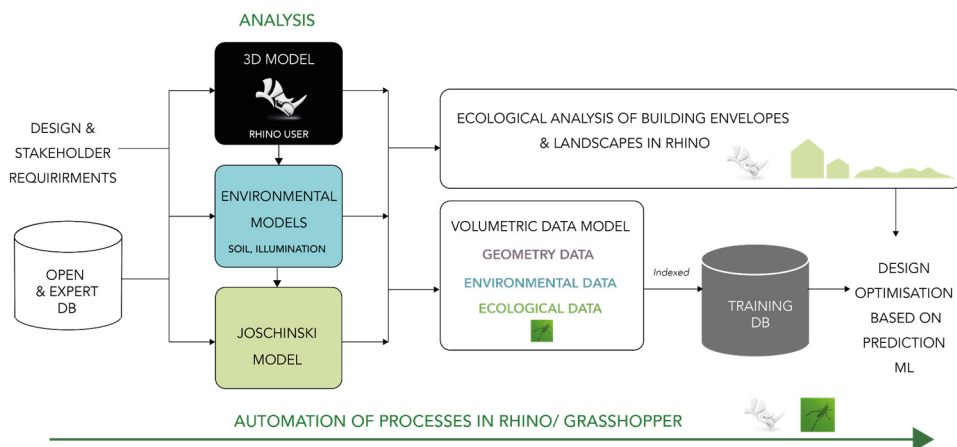 ANALYSIS
3D MODEL
RHINO USER
DESIGN &
STAKEHOLDER
REQUIRIRMENTS
ENVIRONMENTAL
MODELS
SOIL, ILLUMINATION
OPEN
& EXPERT
DB
JOSCHINSKI
MODEL
ECOLOGICAL ANALYSIS OF BUILDING ENVELOPES
& LANDSCAPES IN RHINO
VOLUMETRIC DATA MODEL
GEOMETRY DATA
ENVIRONMENTAL DATA
ECOLOGICAL DATA
Indexed
TRAINING
DB
DESIGN
OPTIMISATION
BASED ON
PREDICTION
ML
AUTOMATION OF PROCESSES IN RHINO/ GRASSHOPPER